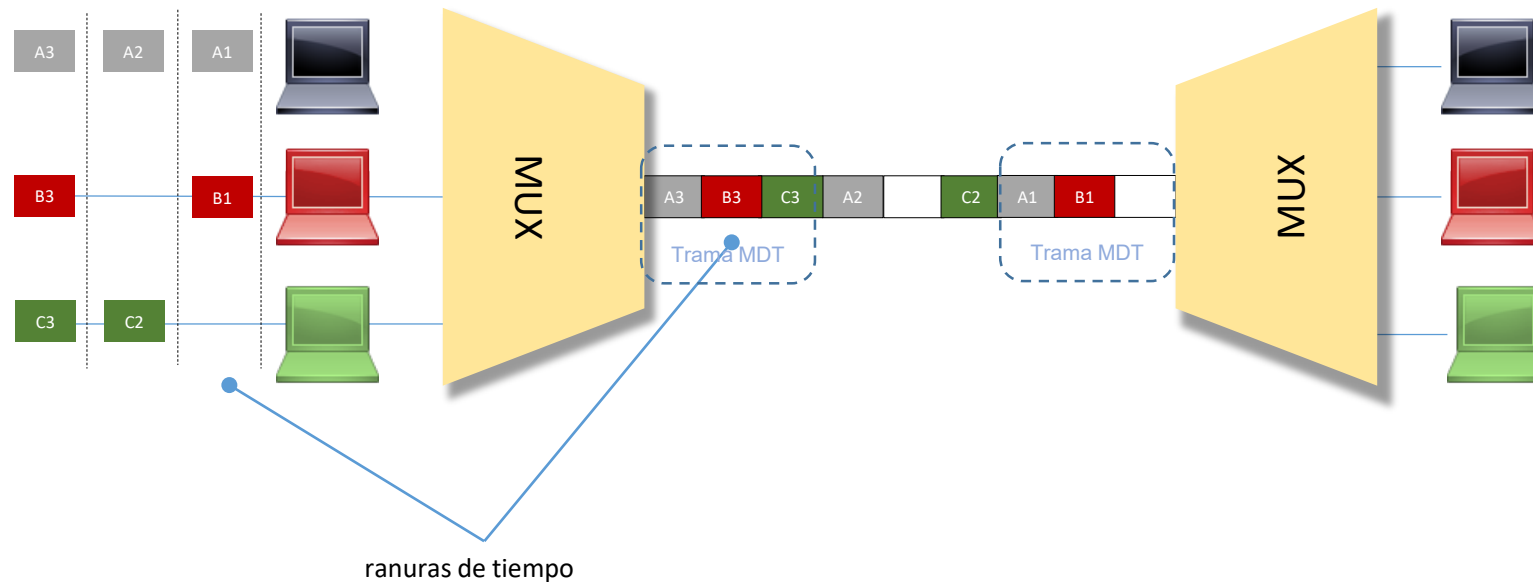 A3 A2 A1
B3 B1
C3 C2
MUX
A3 B3 C3 A2 C2 A1 B1
Trama MDT Trama MDT
MUX
ranuras de tiempo